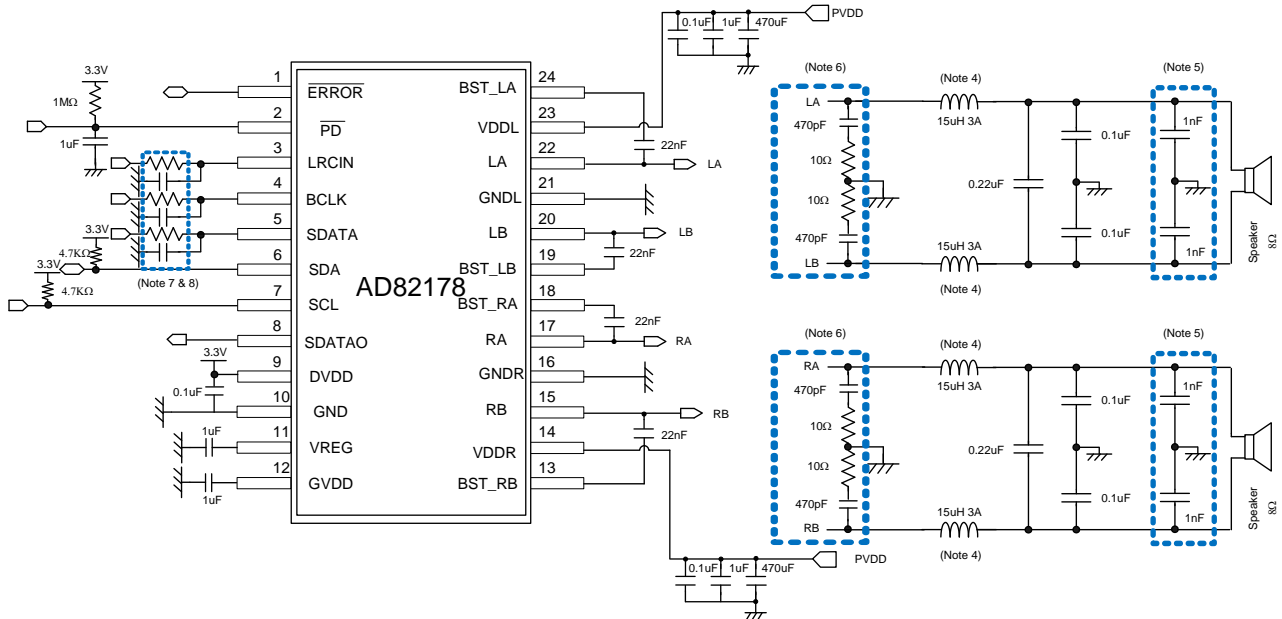 0.1uF 1uF 470uF
PVDD
3.3V
1MΩ
1uF
1
ERROR
2
PD
3
LRCIN
4
BCLK
5
SDATA
3.3V
4.7KΩ
6
SDA
3.3V
4.7KΩ
(Note 7 & 8)
7
SCL
8
SDATAO
3.3V
9
DVDD
0.1uF
10
GND
1uF
11
VREG
12
GVDD
1uF
AD82178
24
BST_LA
23
VDDL
22nF
22
LA
LA
21
GNDL
20
LB
LB
22nF
19
BST_LB
18
BST_RA
22nF
17
RA
RA
16
GNDR
15
RB
RB
22nF
14
VDDR
13
BST_RB
0.1uF 1uF 470uF
PVDD
(Note 6)
(Note 4)
(Note 5)
LA
15uH 3A
470pF
10Ω
10Ω
470pF
LB
0.22uF
0.1uF
0.1uF
1nF
1nF
15uH 3A
(Note 4)
Speaker
8Ω
(Note 6)
(Note 4)
(Note 5)
RA
15uH 3A
470pF
10Ω
10Ω
470pF
RB
0.22uF
0.1uF
0.1uF
1nF
1nF
15uH 3A
(Note 4)
Speaker
8Ω